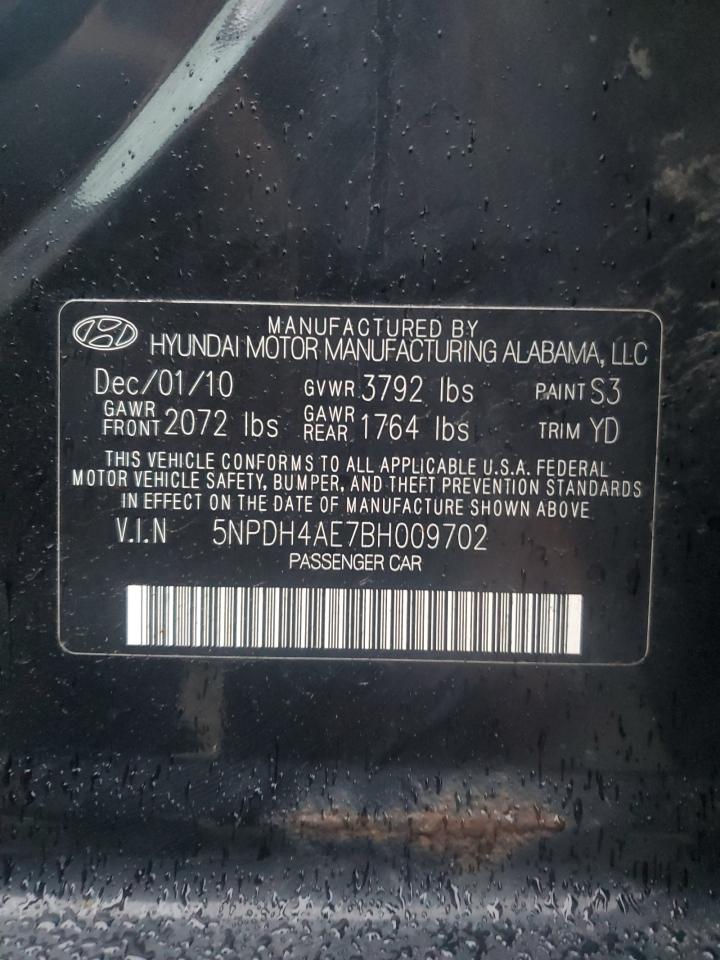 MANUFACTURED BY
HYUNDAI MOTOR MANUFACTURING ALABAMA, LLC
Dec/01/10 GVWR 3792 lbs PAINT S3
GAWR FRONT 2072 lbs GAWR REAR 1764 lbs TRIM YD
THIS VEHICLE CONFORMS TO ALL APPLICABLE U.S.A. FEDERAL
MOTOR VEHICLE SAFETY, BUMPER, AND THEFT PREVENTION STANDARDS
IN EFFECT ON THE DATE OF MANUFACTURE SHOWN ABOVE
V.I.N 5NPDH4AE7BH009702
PASSENGER CAR